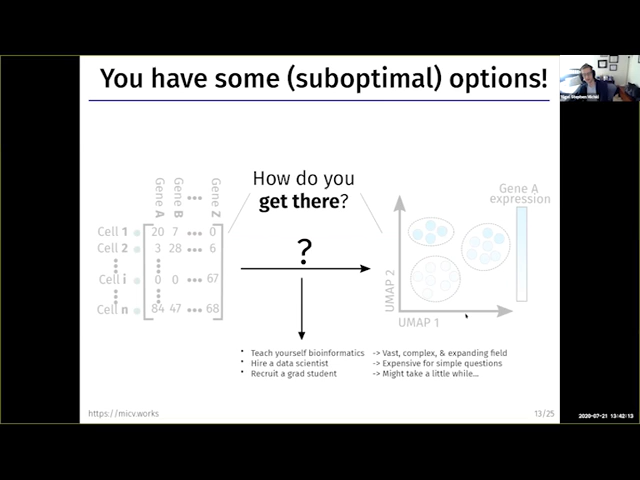 You have some (suboptimal) options!
How do you
get there?
?
Gene A
Gene B
Gene Z
Cell 1 20 7 0
Cell 2 3 28 6
Cell i 0 0 67
Cell n 84 47 68
Gene A
expression
UMAP 2
UMAP 1
• Teach yourself bioinformatics -> Vast, complex, & expanding field
• Hire a data scientist -> Expensive for simple questions
• Recruit a grad student -> Might take a little while...
https://micv.works
13/25
2020-07-21 13:42:13